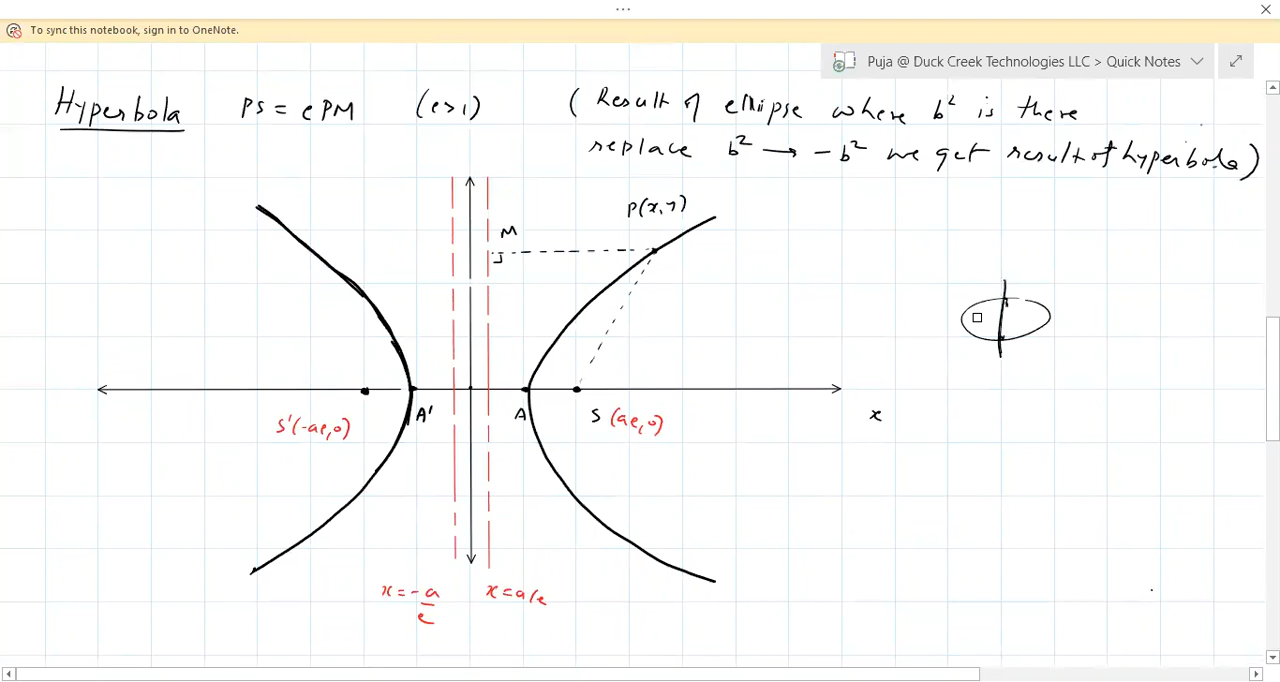 To sync this notebook, sign in to OneNote.
Puja @ Duck Creek Technologies LLC > Quick Notes
Hyperbola PS = ePM (e>1) (Result of ellipse where b² is there
replace b² → -b² we get result of hyperbola)
P(x,y)
M
A' A S (ae,0) x
S'(-ae,0)
x = -a/e x = a/e